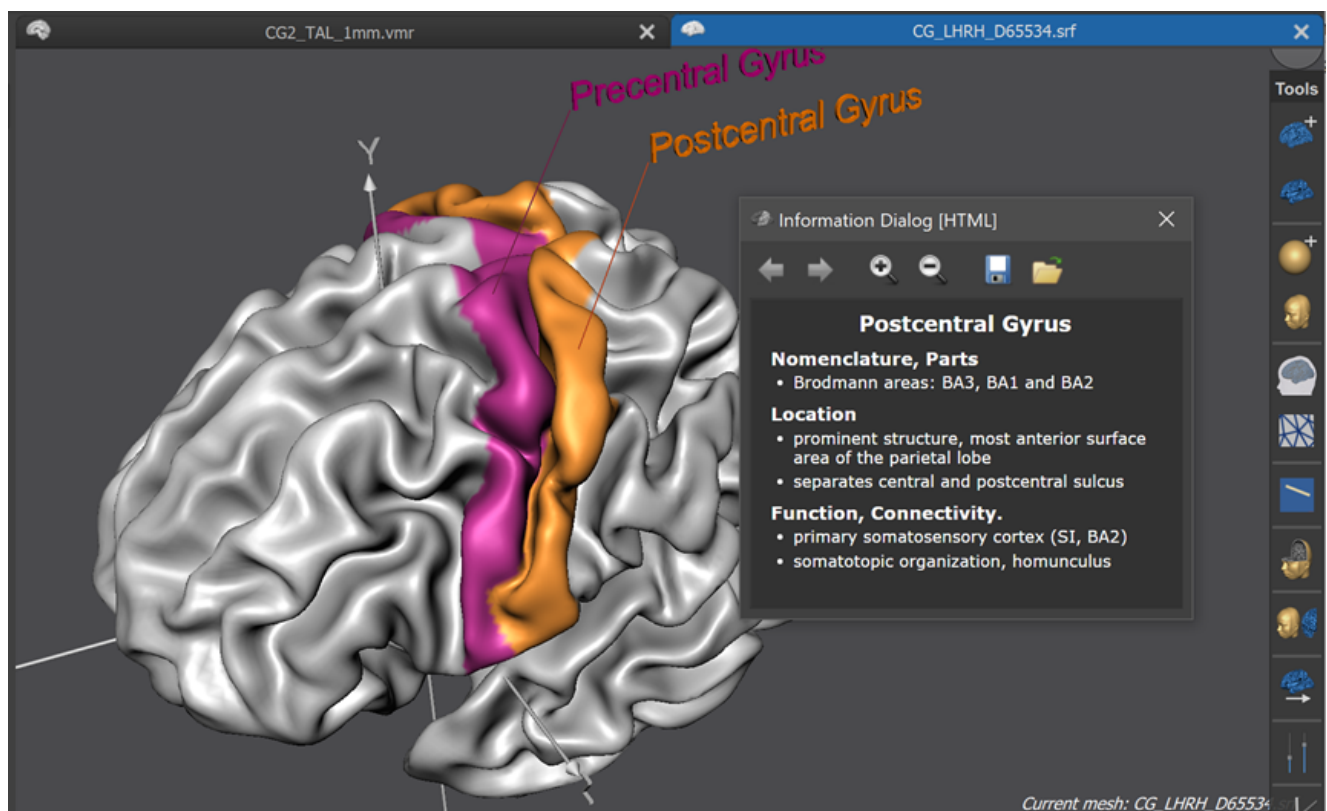 CG2_TAL_1mm.vmr
CG_LHRH_D65534.srf
Precentral Gyrus
Tools
Postcentral Gyrus
Y
Information Dialog [HTML]
Postcentral Gyrus
Nomenclature, Parts
• Brodmann areas: BA3, BA1 and BA2
Location
• prominent structure, most anterior surface
area of the parietal lobe
• separates central and postcentral sulcus
Function, Connectivity.
• primary somatosensory cortex (SI, BA2)
• somatotopic organization, homunculus
Current mesh: CG_LHRH_D65534.srf